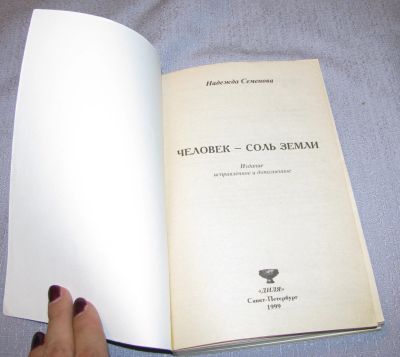 Надежда Семенова
ЧЕЛОВЕК – СОЛЬ ЗЕМЛИ
Издание
исправленное и дополненное
«ДИЛЯ»
Санкт-Петербург
1999